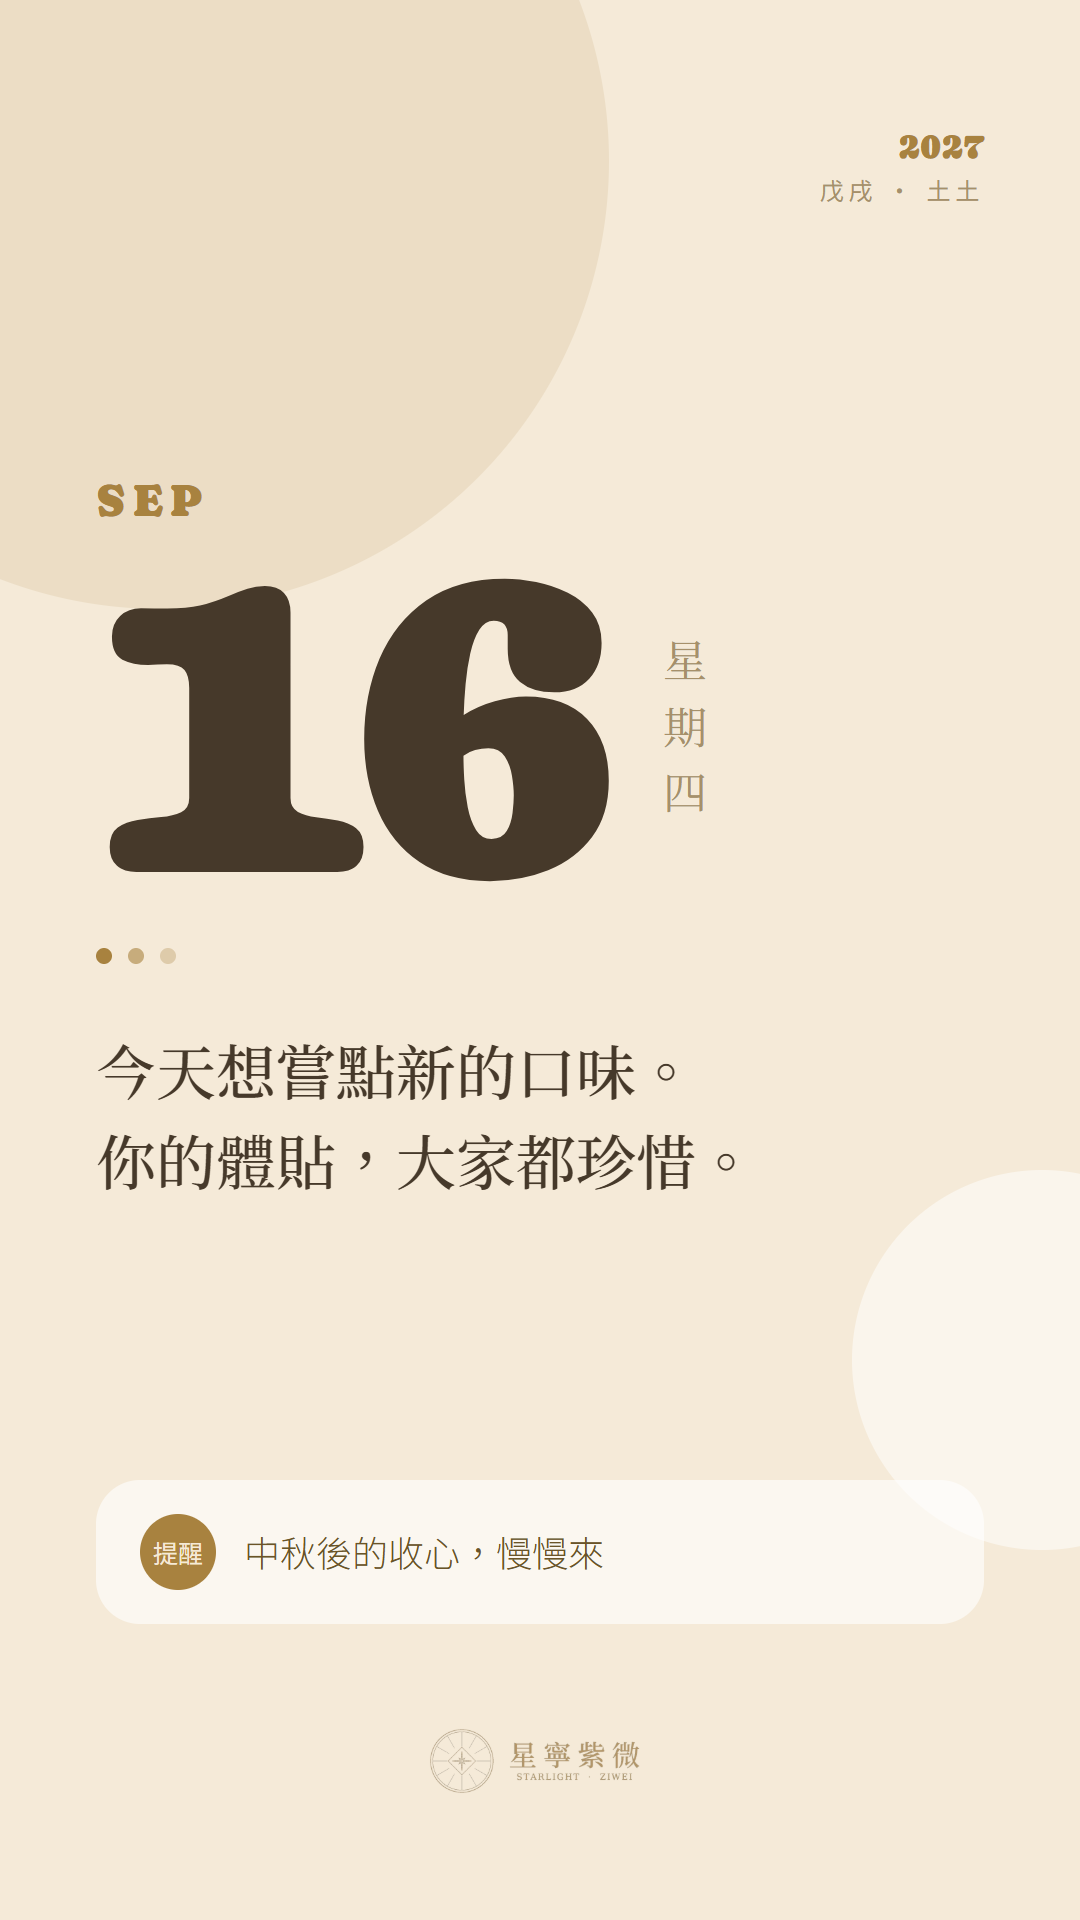 2027
戊戌 · 土土
SEP
16
星期四
今天想嘗點新的口味。
你的體貼，大家都珍惜。
提醒
中秋後的收心，慢慢來
星寧紫微
STARLIGHT · ZIWEI